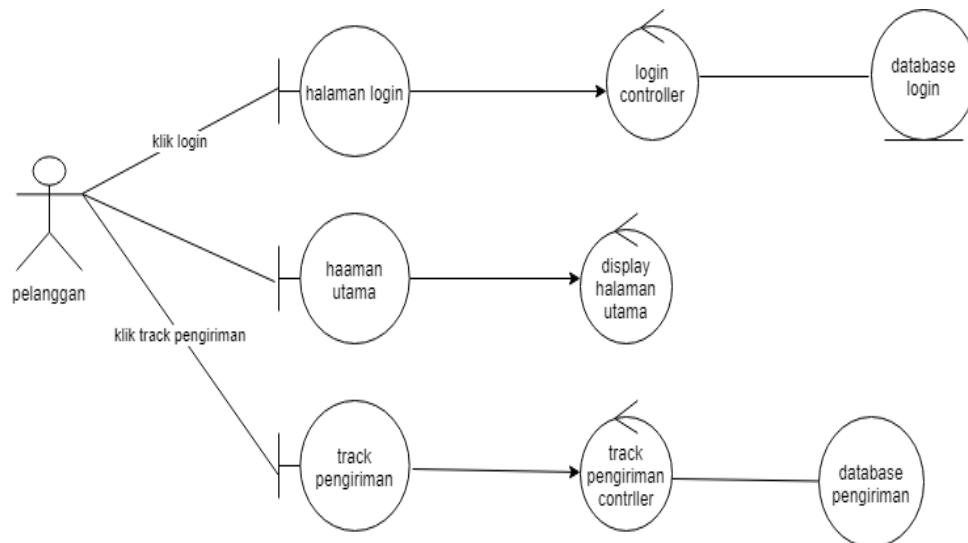 halaman login
login
controller
database
login
klik login
pelanggan
haaman
utama
display
halaman
utama
klik track pengiriman
track
pengiriman
track
pengiriman
contrller
database
pengiriman